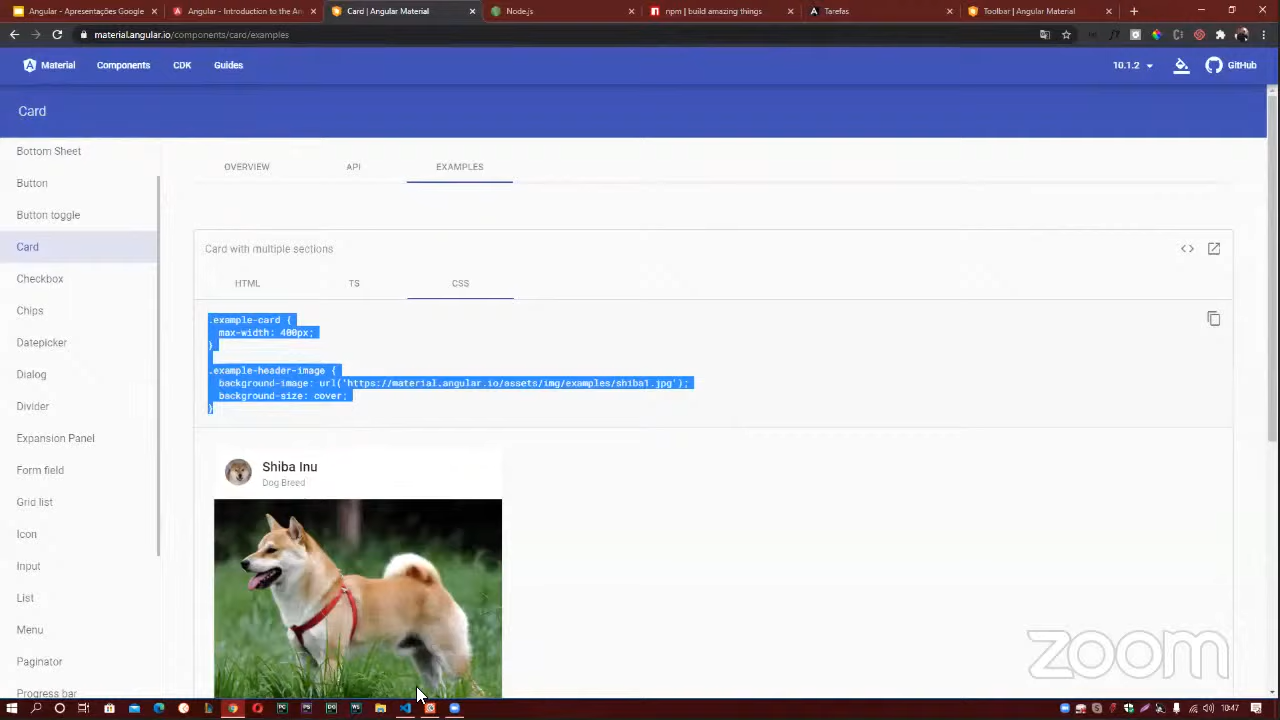 Angular - Apresentações Google
Angular - Introduction to the Ang
Card | Angular Material
Node.js
npm | build amazing things
Tarefas
Toolbar | Angular Material
material.angular.io/components/card/examples
Material
Components
CDK
Guides
10.1.2
GitHub
Card
Bottom Sheet
Button
Button toggle
Card
Checkbox
Chips
Datepicker
Dialog
Divider
Expansion Panel
Form field
Grid list
Icon
Input
List
Menu
Paginator
Progress bar
OVERVIEW
API
EXAMPLES
Card with multiple sections
HTML
TS
CSS
.example-card {
max-width: 400px;
}
.example-header-image {
background-image: url('https://material.angular.io/assets/img/examples/shiba1.jpg');
background-size: cover;
}
Shiba Inu
Dog Breed
zoom
10:47